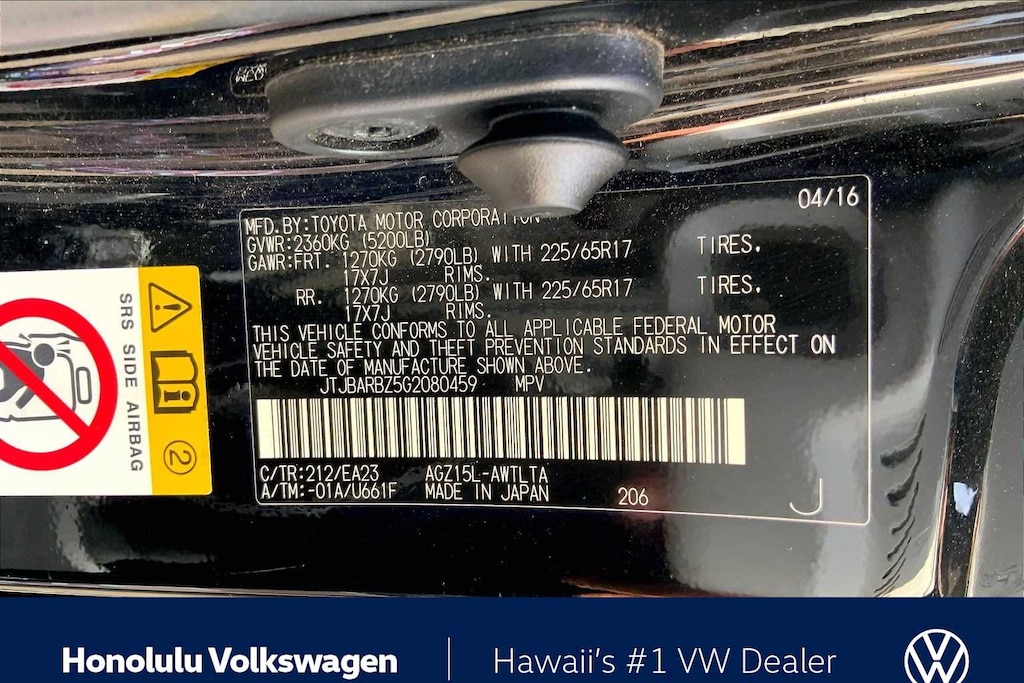 04/16
MFD. BY: TOYOTA MOTOR CORPORATION
GVWR: 2360KG (5200LB)
GAWR: FRT. 1270KG (2790LB) WITH 225/65R17 TIRES.
17X7J RIMS.
RR. 1270KG (2790LB) WITH 225/65R17 TIRES.
17X7J RIMS.
THIS VEHICLE CONFORMS TO ALL APPLICABLE FEDERAL MOTOR
VEHICLE SAFETY AND THEFT PREVENTION STANDARDS IN EFFECT ON
THE DATE OF MANUFACTURE SHOWN ABOVE.
JTJBARBZ5G2080459 MPV
C/TR: 212/EA23 AGZ15L-AWTLTA
A/TM: -01A/U661F MADE IN JAPAN 206
J
SRS SIDE AIRBAG
2
Honolulu Volkswagen | Hawaii's #1 VW Dealer